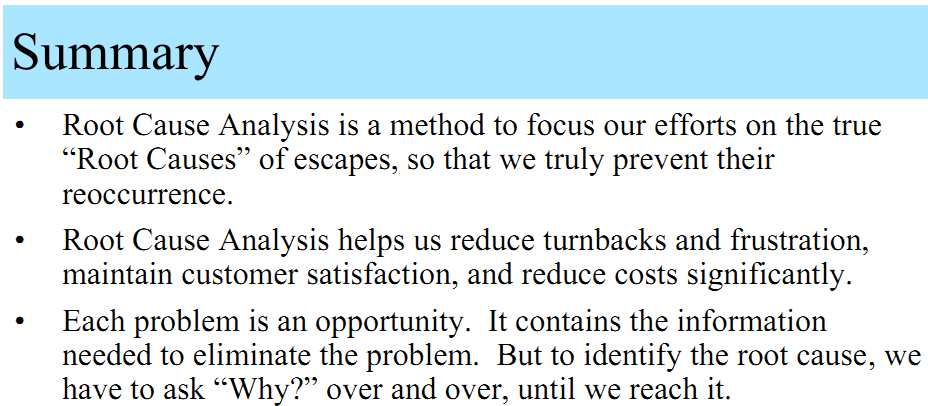 Summary
• Root Cause Analysis is a method to focus our efforts on the true
“Root Causes” of escapes, so that we truly prevent their
reoccurrence.
• Root Cause Analysis helps us reduce turnbacks and frustration,
maintain customer satisfaction, and reduce costs significantly.
• Each problem is an opportunity.  It contains the information
needed to eliminate the problem.  But to identify the root cause, we
have to ask “Why?” over and over, until we reach it.